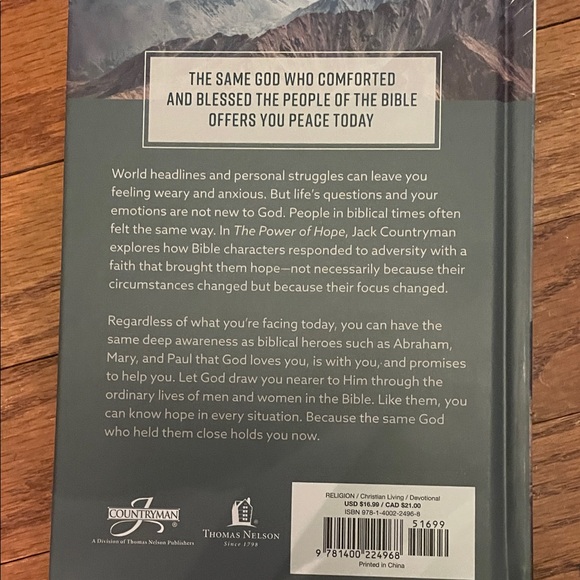 THE SAME GOD WHO COMFORTED
AND BLESSED THE PEOPLE OF THE BIBLE
OFFERS YOU PEACE TODAY
World headlines and personal struggles can leave you
feeling weary and anxious. But life's questions and your
emotions are not new to God. People in biblical times often
felt the same way. In The Power of Hope, Jack Countryman
explores how Bible characters responded to adversity with a
faith that brought them hope—not necessarily because their
circumstances changed but because their focus changed.
Regardless of what you're facing today, you can have the
same deep awareness as biblical heroes such as Abraham,
Mary, and Paul that God loves you, is with you, and promises
to help you. Let God draw you nearer to Him through the
ordinary lives of men and women in the Bible. Like them, you
can know hope in every situation. Because the same God
who held them close holds you now.
J
COUNTRYMAN®
A Division of Thomas Nelson Publishers
THOMAS NELSON
Since 1798
RELIGION / Christian Living / Devotional
USD $16.99 / CAD $21.00
ISBN 978-1-4002-2496-8
51699
9 781400 224968
Printed in China